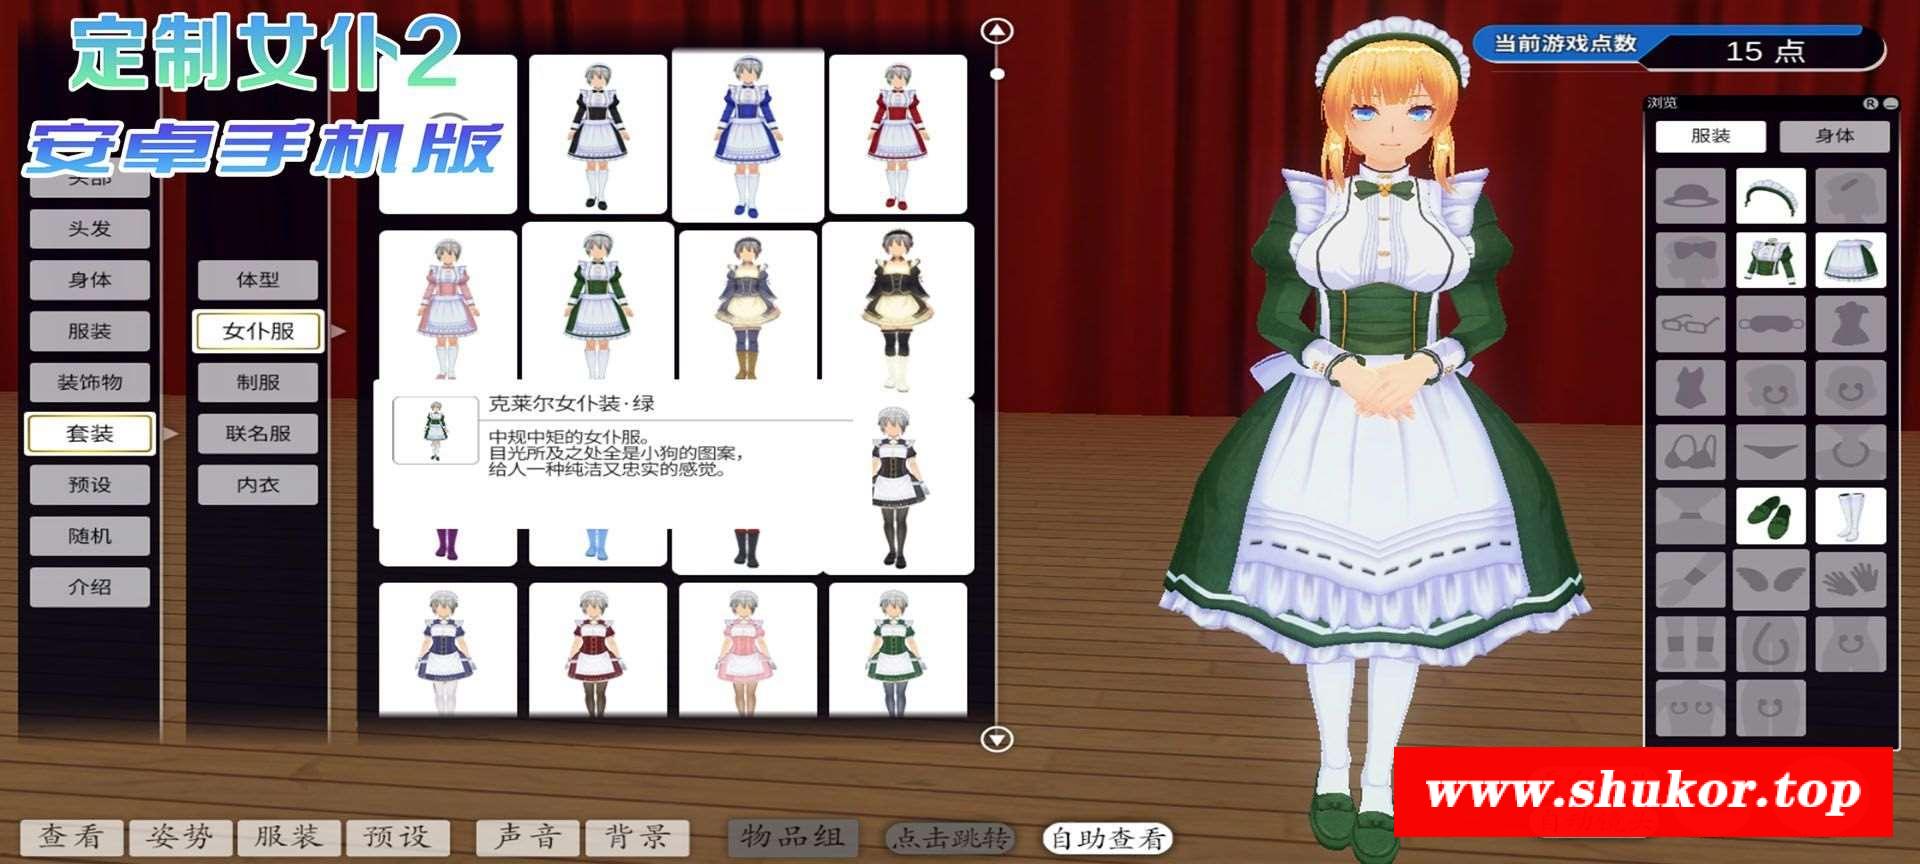 定制女仆2
安卓手机版
当前游戏点数
15 点
浏览
R
服装
身体
头部
头发
身体
服装
装饰物
套装
预设
随机
介绍
体型
女仆服
制服
联名服
内衣
克莱尔女仆装·绿
中规中矩的女仆服。
目光所及之处全是小狗的图案，
给人一种纯洁又忠实的感觉。
www.shukor.top
查看
姿势
服装
预设
声音
背景
物品组
点击跳转
自助查看